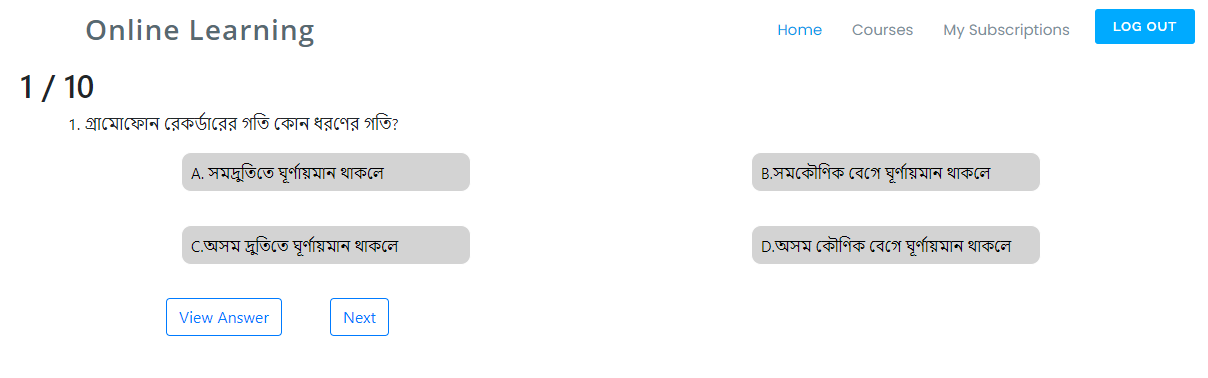 Online Learning
Home Courses My Subscriptions LOG OUT
1 / 10
1. গ্রামোফোন রেকর্ডারের গতি কোন ধরণের গতি?
A. সমদ্রুতিতে ঘূর্ণায়মান থাকলে B.সমকৌণিক বেগে ঘূর্ণায়মান থাকলে
C.অসম দ্রুতিতে ঘূর্ণায়মান থাকলে D.অসম কৌণিক বেগে ঘূর্ণায়মান থাকলে
View Answer Next